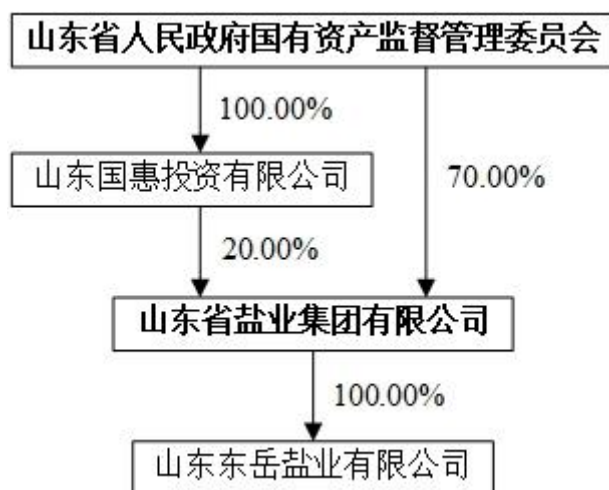 山东省人民政府国有资产监督管理委员会
100.00%
山东国惠投资有限公司
70.00%
20.00%
山东省盐业集团有限公司
100.00%
山东东岳盐业有限公司